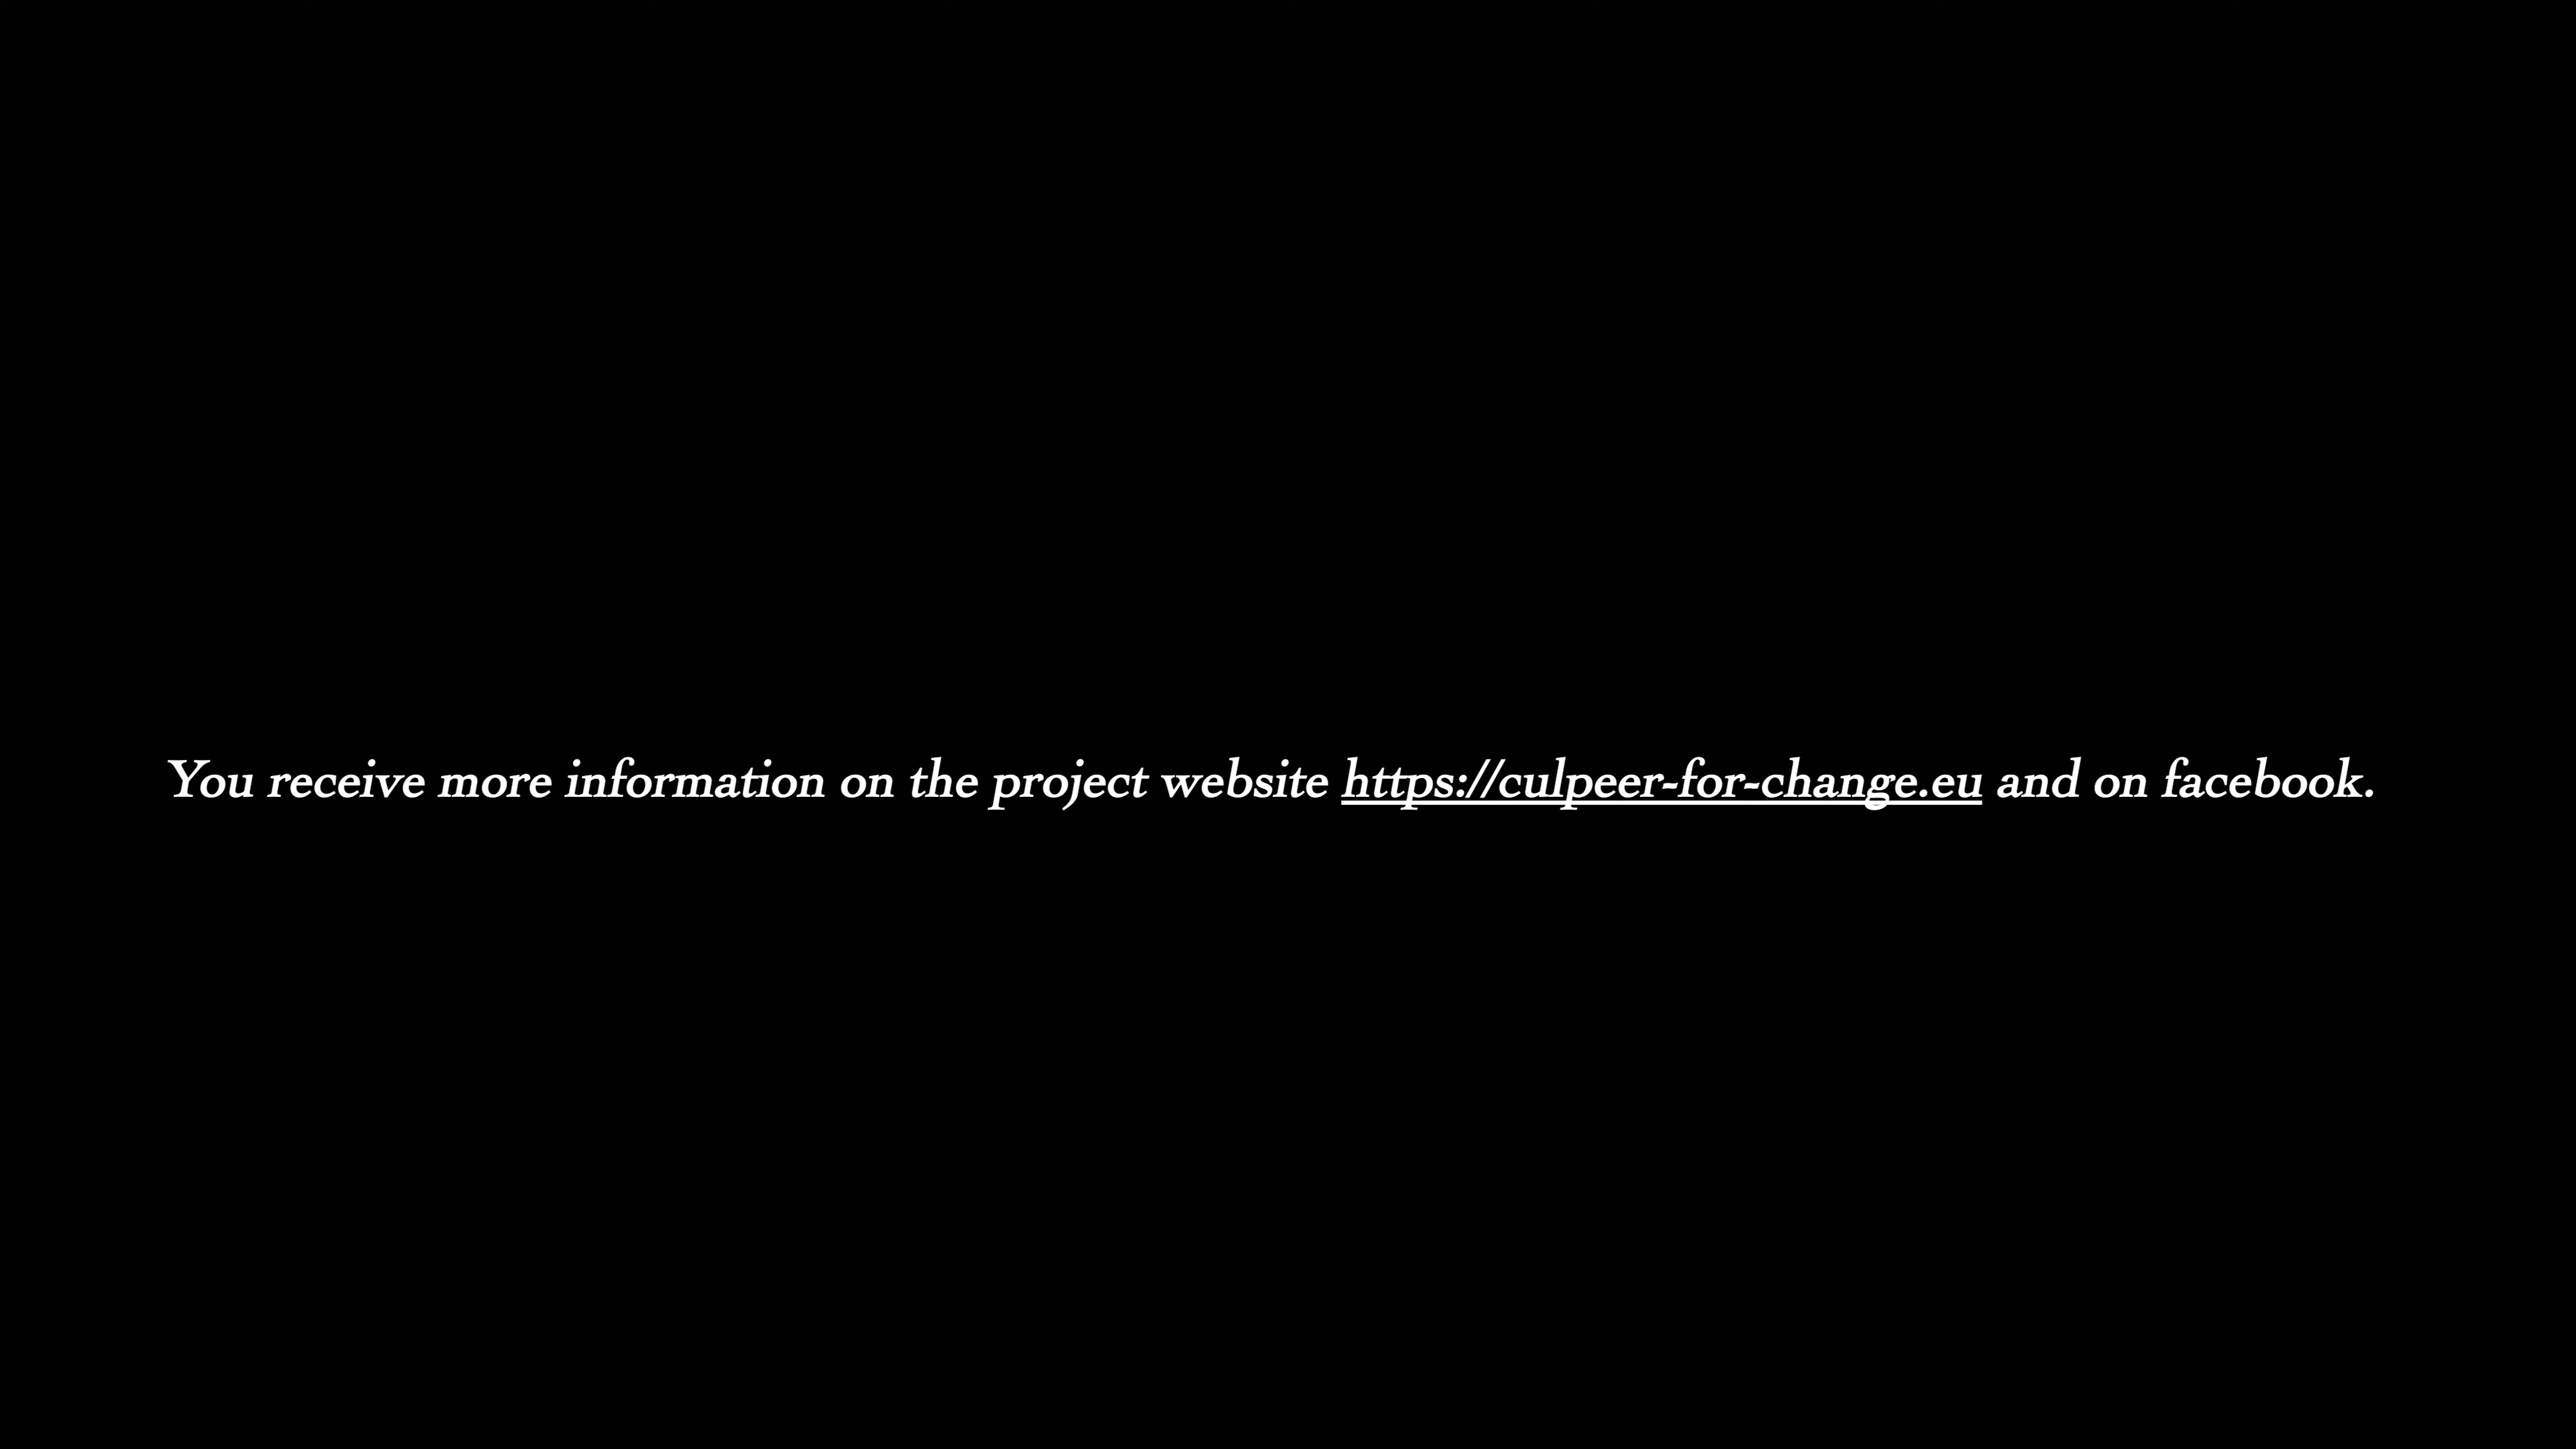 You receive more information on the project website https://culpeer-for-change.eu and on facebook.